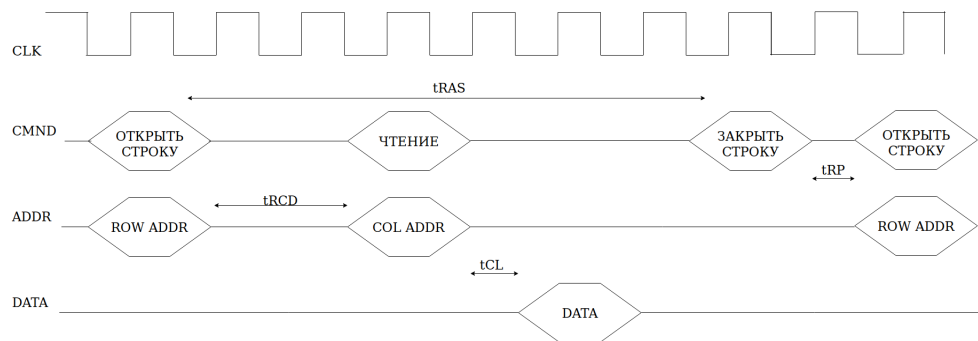 CLK
tRAS
CMND
ОТКРЫТЬ
СТРОКУ
ЧТЕНИЕ
ЗАКРЫТЬ
СТРОКУ
ОТКРЫТЬ
СТРОКУ
tRP
tRCD
ADDR
ROW ADDR
COL ADDR
ROW ADDR
tCL
DATA
DATA